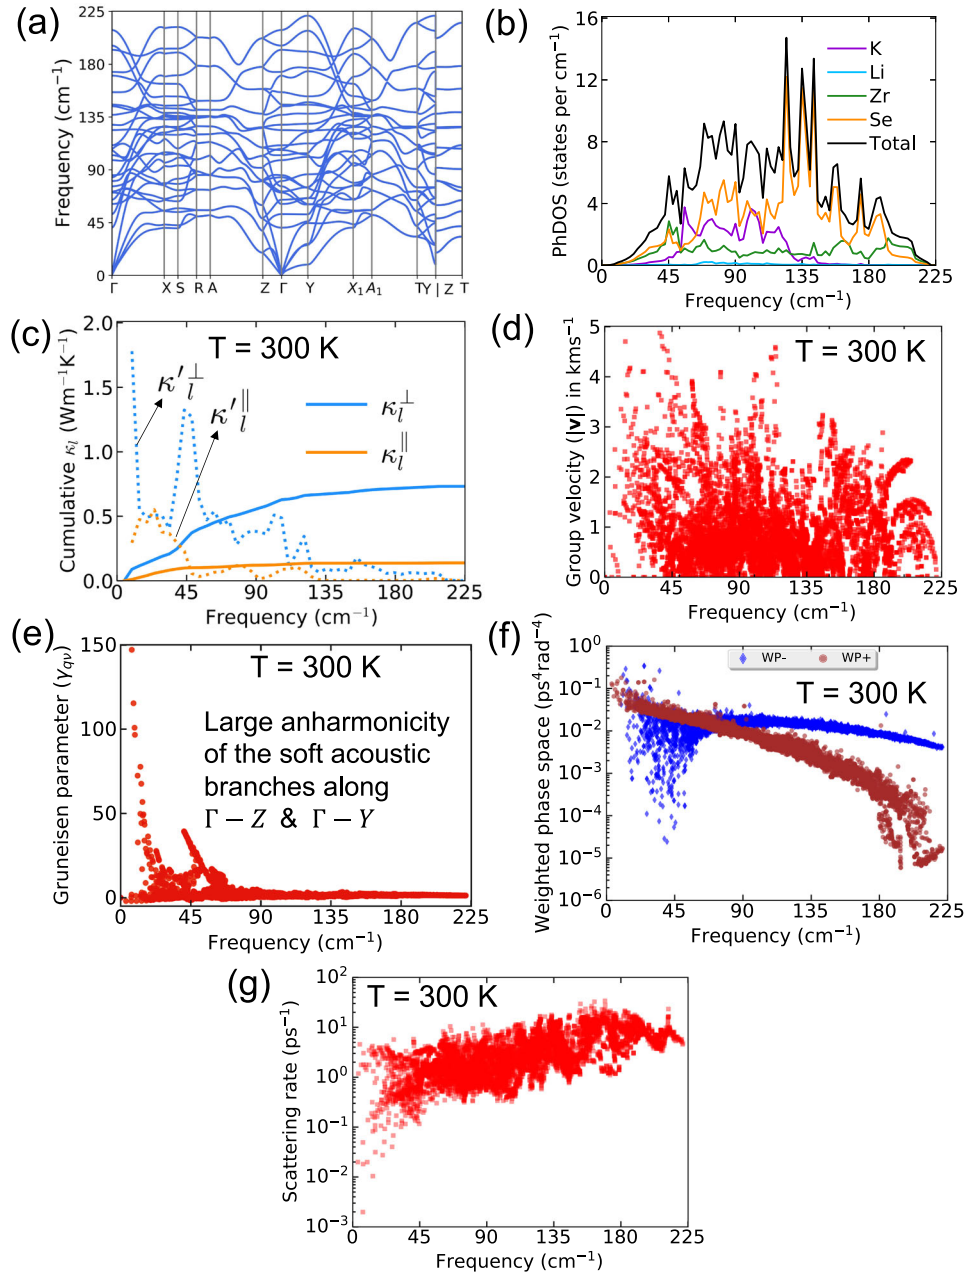 (a)
Frequency (cm⁻¹)
225
180
135
90
45
0
Γ X S R A Z Γ Y X₁ A₁ T Y | Z T
(b)
PhDOS (states per cm⁻¹)
16
12
8
4
0
K
Li
Zr
Se
Total
0 45 90 135 180 225
Frequency (cm⁻¹)
(c)
Cumulative κₗ (Wm⁻¹K⁻¹)
2.0
1.5
1.0
0.5
0.0
T = 300 K
κ′ₗ⊥
κ′ₗ∥
κₗ⊥
κₗ∥
0 45 90 135 180 225
Frequency (cm⁻¹)
(d)
Group velocity (|v|) in kms⁻¹
5
4
3
2
1
0
T = 300 K
0 45 90 135 180 225
Frequency (cm⁻¹)
(e)
Gruneisen parameter (γqν)
150
100
50
0
T = 300 K
Large anharmonicity
of the soft acoustic
branches along
Γ − Z & Γ − Y
0 45 90 135 180 225
Frequency (cm⁻¹)
(f)
Weighted phase space (ps⁴rad⁻⁴)
10⁰
10⁻¹
10⁻²
10⁻³
10⁻⁴
10⁻⁵
10⁻⁶
WP- WP+
T = 300 K
0 45 90 135 180 225
Frequency (cm⁻¹)
(g)
Scattering rate (ps⁻¹)
10²
10¹
10⁰
10⁻¹
10⁻²
10⁻³
T = 300 K
0 45 90 135 180 225
Frequency (cm⁻¹)